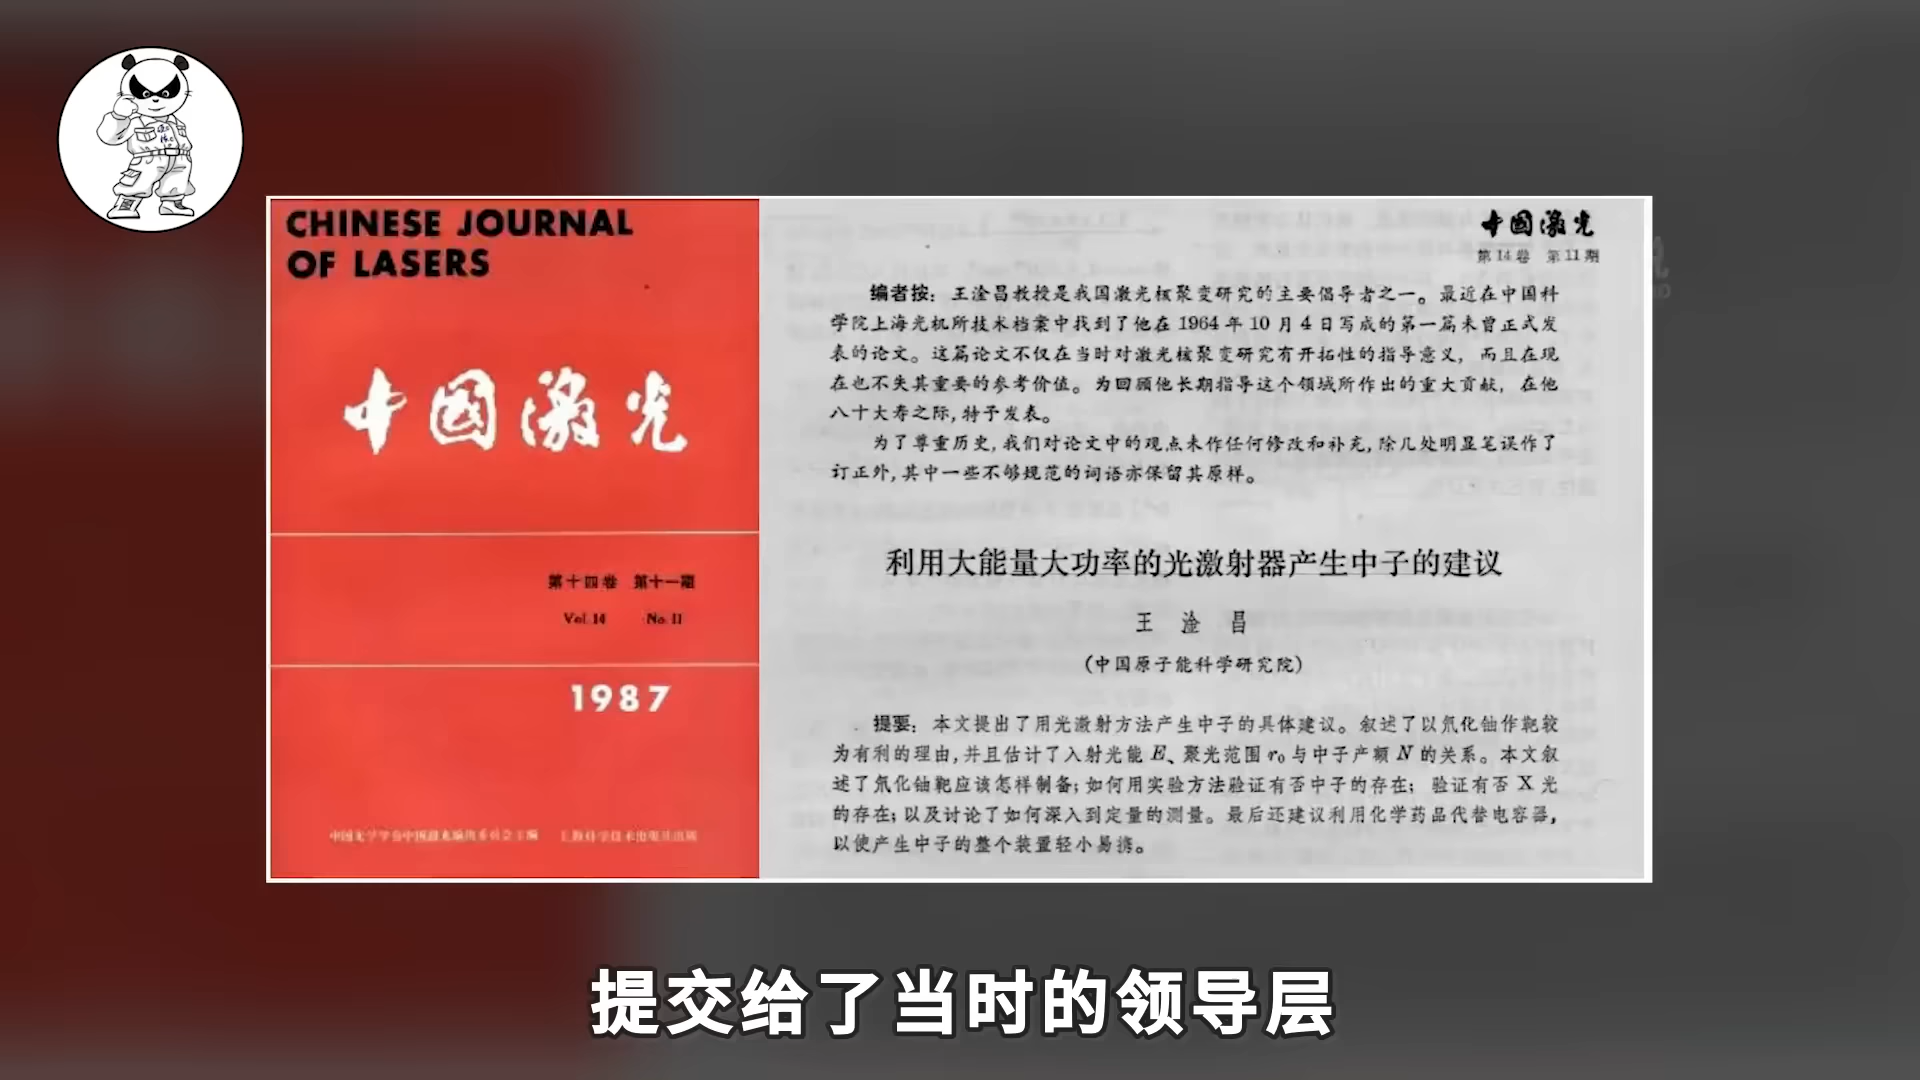 CHINESE JOURNAL
OF LASERS
中国激光
第十四卷 第十一期
Vol. 14 No. 11
1987
中国激光
第14卷 第11期
编者按：王淦昌教授是我国激光核聚变研究的主要倡导者之一。最近在中国科
学院上海光机所技术档案中找到了他在1964年10月4日写成的第一篇未曾正式发
表的论文。这篇论文不仅在当时对激光核聚变研究有开拓性的指导意义，而且在现
在也不失其重要的参考价值。为回顾他长期指导这个领域所作出的重大贡献，在他
八十大寿之际，特予发表。
为了尊重历史，我们对论文中的观点未作任何修改和补充，除几处明显笔误作了
订正外，其中一些不够规范的词语亦保留其原样。
利用大能量大功率的光激射器产生中子的建议
王淦昌
(中国原子能科学研究院)
提要：本文提出了用光激射方法产生中子的具体建议。叙述了以氘化铀作靶较
为有利的理由，并且估计了入射光能E、聚光范围r₀与中子产额N的关系。本文叙
述了氘化铀靶应该怎样制备；如何用实验方法验证有否中子的存在；验证有否X光
的存在；以及讨论了如何深入到定量的测量。最后还建议利用化学药品代替电容器，
以使产生中子的整个装置轻小易携。
提交给了当时的领导层